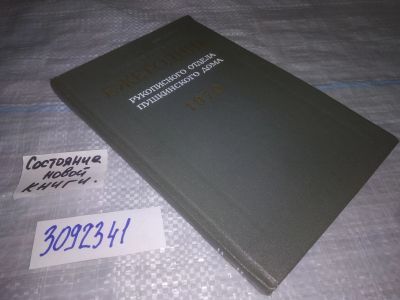 ЕЖЕГОДНИК
РУКОПИСНОГО ОТДЕЛА
ПУШКИНСКОГО ДОМА
Состояние
новой
книги.
3092341